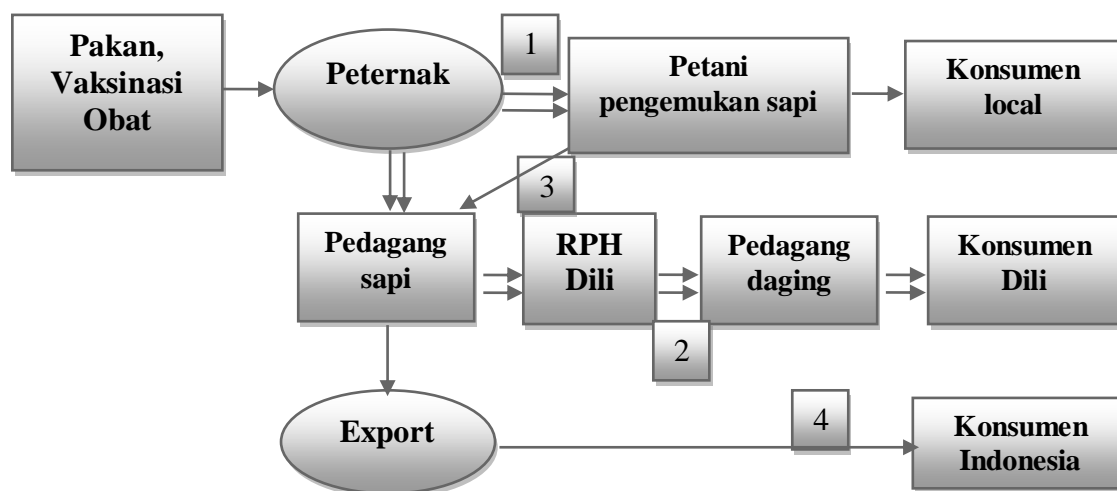 Pakan,
Vaksinasi
Obat
Peternak
1
Petani
pengemukan sapi
Konsumen
local
3
Pedagang
sapi
RPH
Dili
Pedagang
daging
Konsumen
Dili
2
Export
4
Konsumen
Indonesia